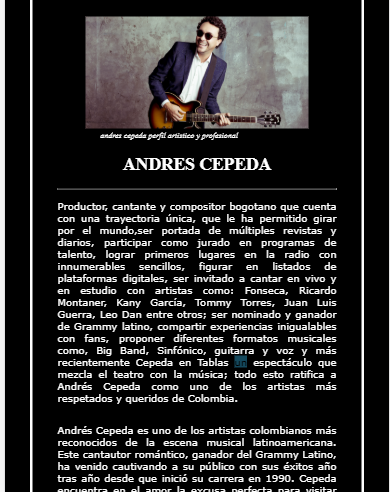 andres cepeda perfil artistico y profesional
ANDRES CEPEDA
Productor, cantante y compositor bogotano que cuenta
con una trayectoria única, que le ha permitido girar
por el mundo,ser portada de múltiples revistas y
diarios, participar como jurado en programas de
talento, lograr primeros lugares en la radio con
innumerables sencillos, figurar en listados de
plataformas digitales, ser invitado a cantar en vivo y
en estudio con artistas como: Fonseca, Ricardo
Montaner, Kany García, Tommy Torres, Juan Luis
Guerra, Leo Dan entre otros; ser nominado y ganador
de Grammy latino, compartir experiencias inigualables
con fans, proponer diferentes formatos musicales
como, Big Band, Sinfónico, guitarra y voz y más
recientemente Cepeda en Tablas un espectáculo que
mezcla el teatro con la música; todo esto ratifica a
Andrés Cepeda como uno de los artistas más
respetados y queridos de Colombia.
Andrés Cepeda es uno de los artistas colombianos más
reconocidos de la escena musical latinoamericana.
Este cantautor romántico, ganador del Grammy Latino,
ha venido cautivando a su público con sus éxitos año
tras año desde que inició su carrera en 1990. Cepeda
encuentra en el amor la excusa perfecta para visitar